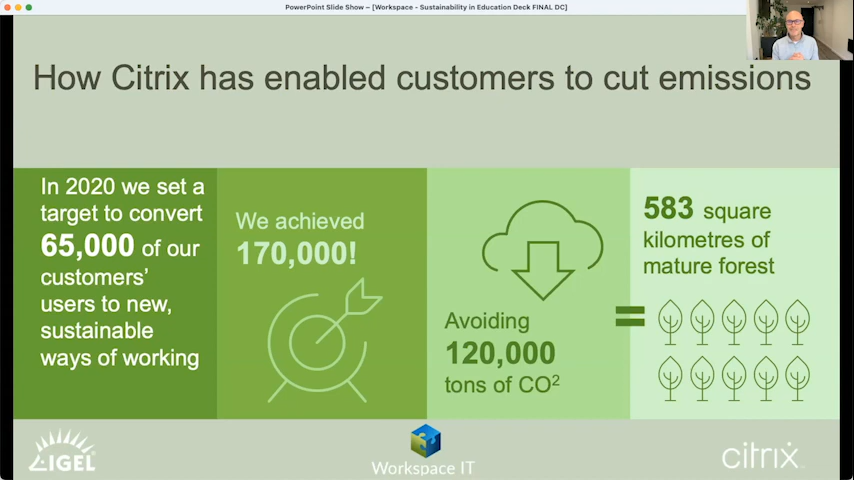 PowerPoint Slide Show – [Workspace - Sustainability in Education Deck FINAL DC]
How Citrix has enabled customers to cut emissions
In 2020 we set a
target to convert
65,000 of our
customers'
users to new,
sustainable
ways of working
We achieved
170,000!
Avoiding
120,000
tons of CO²
=
583 square
kilometres of
mature forest
IGEL
Workspace IT
citrix